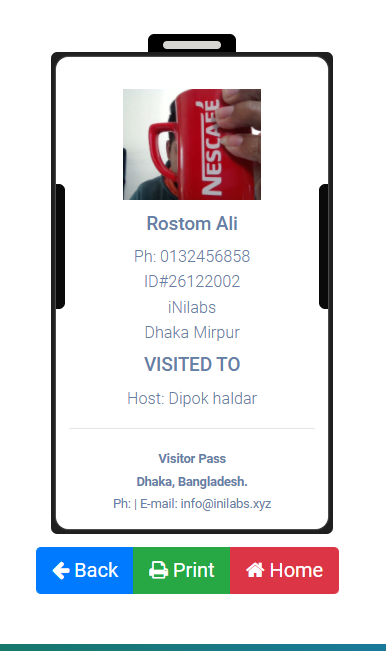 NESCAFÉ
Rostom Ali
Ph: 0132456858
ID#26122002
iNilabs
Dhaka Mirpur
VISITED TO
Host: Dipok haldar
Visitor Pass
Dhaka, Bangladesh.
Ph: | E-mail: info@inilabs.xyz
Back Print Home